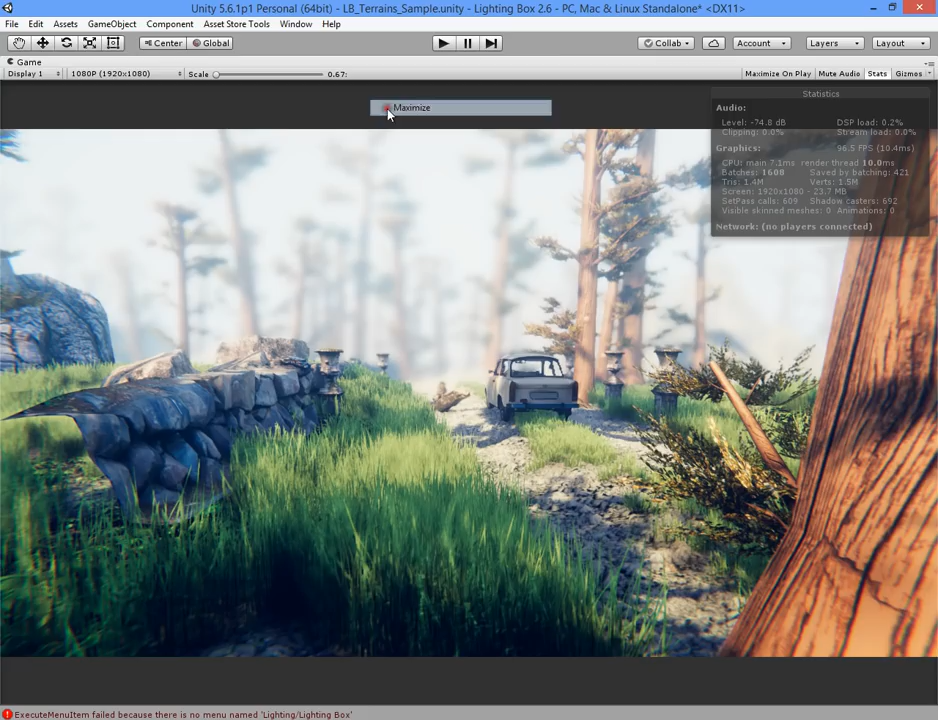 Unity 5.6.1p1 Personal (64bit) - LB_Terrains_Sample.unity - Lighting Box 2.6 - PC, Mac & Linux Standalone* <DX11>
File Edit Assets GameObject Component Asset Store Tools Window Help
Center Global Collab Account Layers Layout
Game
Display 1 1080P (1920x1080) Scale 0.67: Maximize On Play Mute Audio Stats Gizmos
Maximize
Statistics
Audio:
Level: -74.8 dB DSP load: 0.2%
Clipping: 0.0% Stream load: 0.0%
Graphics: 96.5 FPS (10.4ms)
CPU: main 7.1ms render thread 10.0ms
Batches: 1608 Saved by batching: 421
Tris: 1.4M Verts: 1.5M
Screen: 1920x1080 - 23.7 MB
SetPass calls: 609 Shadow casters: 692
Visible skinned meshes: 0 Animations: 0
Network: (no players connected)
ExecuteMenuItem failed because there is no menu named 'Lighting/Lighting Box'